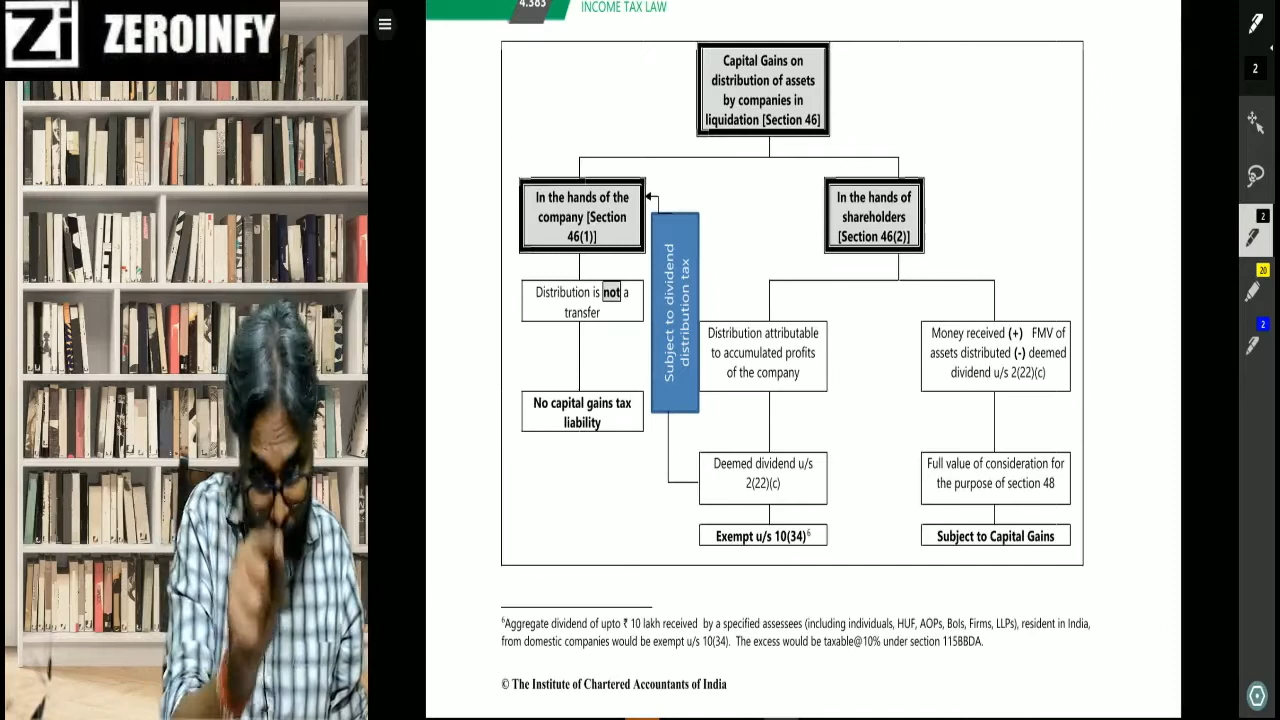 Zi ZEROINFY
4.383
INCOME TAX LAW
Capital Gains on
distribution of assets
by companies in
liquidation [Section 46]
In the hands of the
company [Section
46(1)]
In the hands of
shareholders
[Section 46(2)]
Subject to dividend
distribution tax
Distribution is not a
transfer
No capital gains tax
liability
Distribution attributable
to accumulated profits
of the company
Money received (+) FMV of
assets distributed (-) deemed
dividend u/s 2(22)(c)
Deemed dividend u/s
2(22)(c)
Full value of consideration for
the purpose of section 48
Exempt u/s 10(34)6
Subject to Capital Gains
6Aggregate dividend of upto ₹ 10 lakh received by a specified assessees (including individuals, HUF, AOPs, BoIs, Firms, LLPs), resident in India,
from domestic companies would be exempt u/s 10(34). The excess would be taxable@10% under section 115BBDA.
© The Institute of Chartered Accountants of India
2
2
20
2